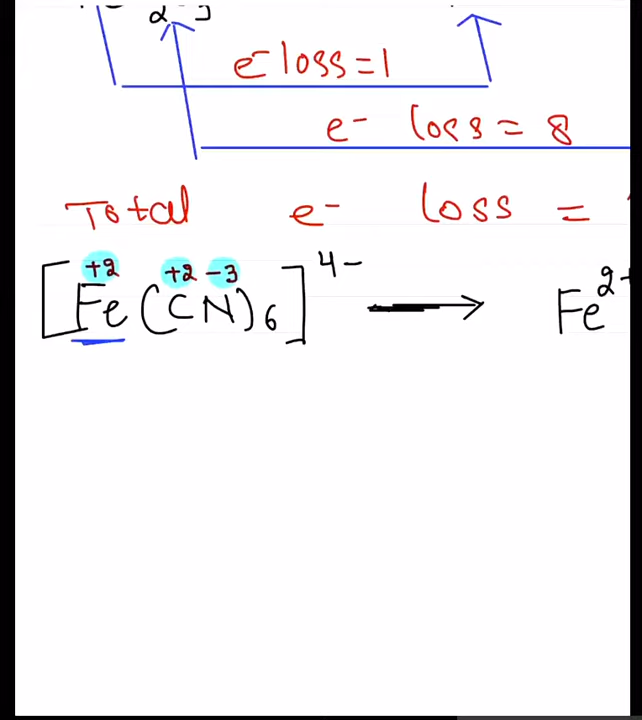 e⁻ loss = 1
e⁻ loss = 8
Total e⁻ loss =
+2 +2 -3
[Fe(CN)₆]⁴⁻ ⟶ Fe²⁺